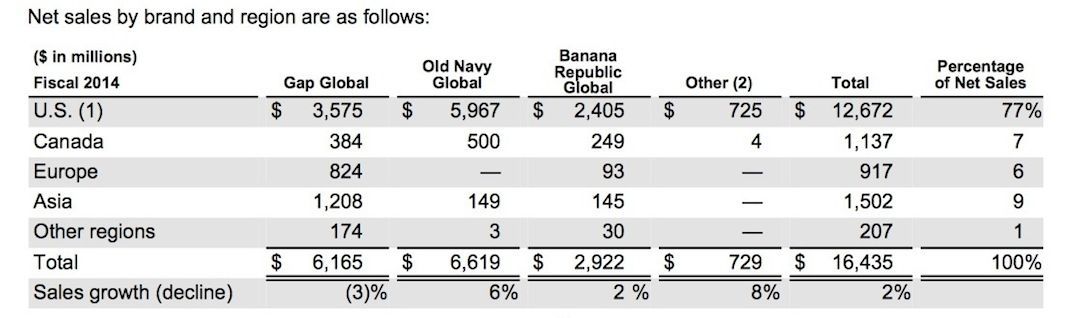 Net sales by brand and region are as follows:
($ in millions)
Fiscal 2014 Gap Global Old Navy Global Banana Republic Global Other (2) Total Percentage of Net Sales
U.S. (1) $ 3,575 $ 5,967 $ 2,405 $ 725 $ 12,672 77%
Canada 384 500 249 4 1,137 7
Europe 824 — 93 — 917 6
Asia 1,208 149 145 — 1,502 9
Other regions 174 3 30 — 207 1
Total $ 6,165 $ 6,619 $ 2,922 $ 729 $ 16,435 100%
Sales growth (decline) (3)% 6% 2 % 8% 2%